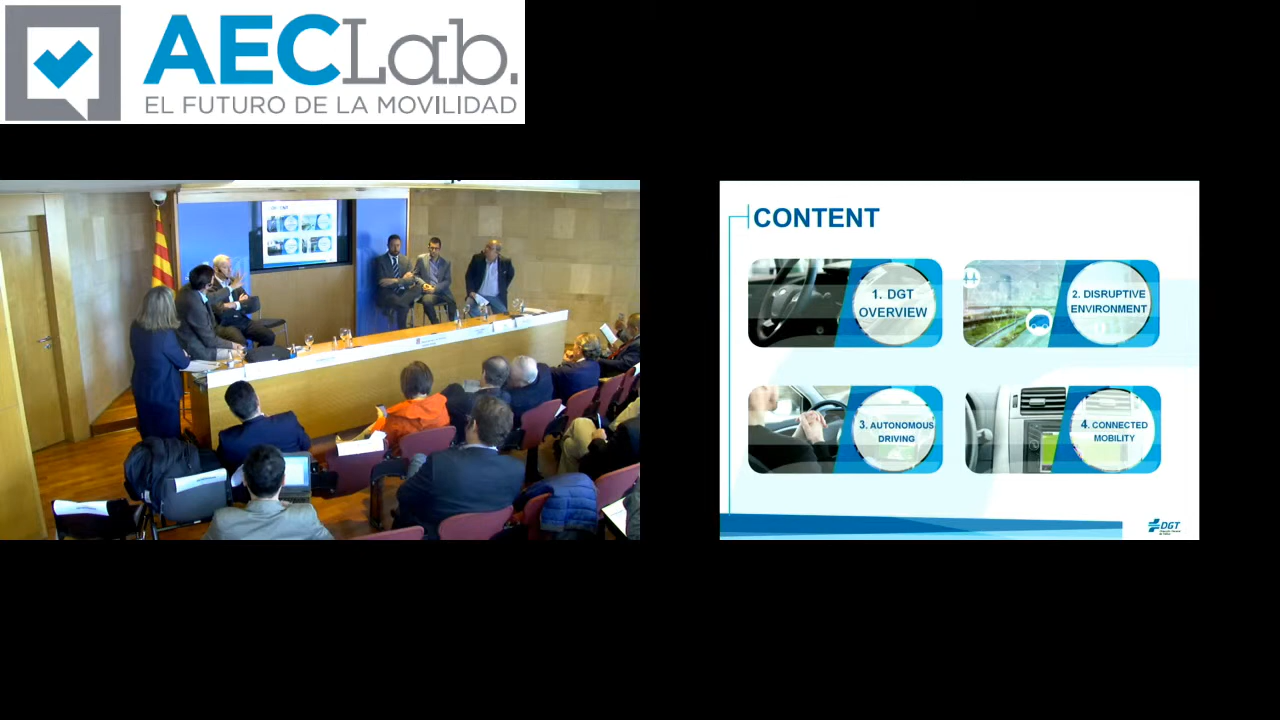 AECLab.
EL FUTURO DE LA MOVILIDAD
CONTENT
1. DGT
OVERVIEW
2. DISRUPTIVE
ENVIRONMENT
3. AUTONOMOUS
DRIVING
4. CONNECTED
MOBILITY
DGT